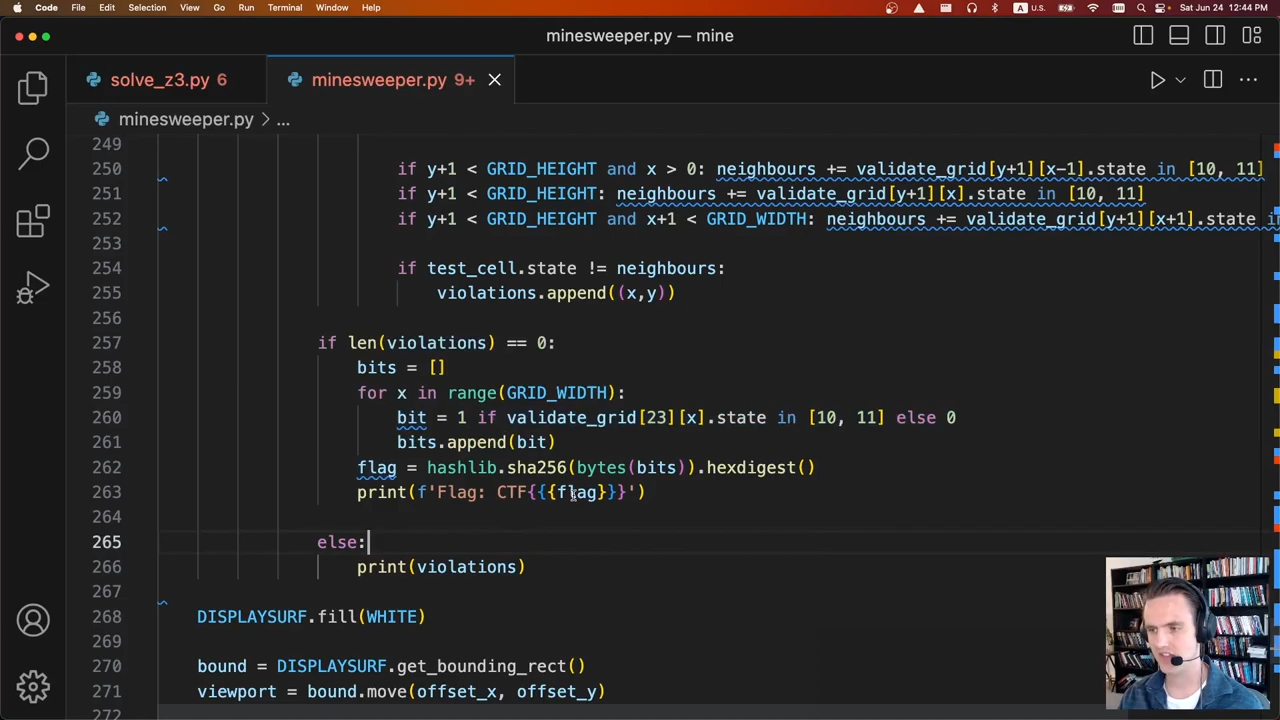 Code File Edit Selection View Go Run Terminal Window Help A U.S. Sat Jun 24 12:44 PM
minesweeper.py — mine
solve_z3.py 6 minesweeper.py 9+
minesweeper.py > ...
249
250 if y+1 < GRID_HEIGHT and x > 0: neighbours += validate_grid[y+1][x-1].state in [10, 11]
251 if y+1 < GRID_HEIGHT: neighbours += validate_grid[y+1][x].state in [10, 11]
252 if y+1 < GRID_HEIGHT and x+1 < GRID_WIDTH: neighbours += validate_grid[y+1][x+1].state in
253
254 if test_cell.state != neighbours:
255 violations.append((x,y))
256
257 if len(violations) == 0:
258 bits = []
259 for x in range(GRID_WIDTH):
260 bit = 1 if validate_grid[23][x].state in [10, 11] else 0
261 bits.append(bit)
262 flag = hashlib.sha256(bytes(bits)).hexdigest()
263 print(f'Flag: CTF{{{flag}}}')
264
265 else:
266 print(violations)
267
268 DISPLAYSURF.fill(WHITE)
269
270 bound = DISPLAYSURF.get_bounding_rect()
271 viewport = bound.move(offset_x, offset_y)
272